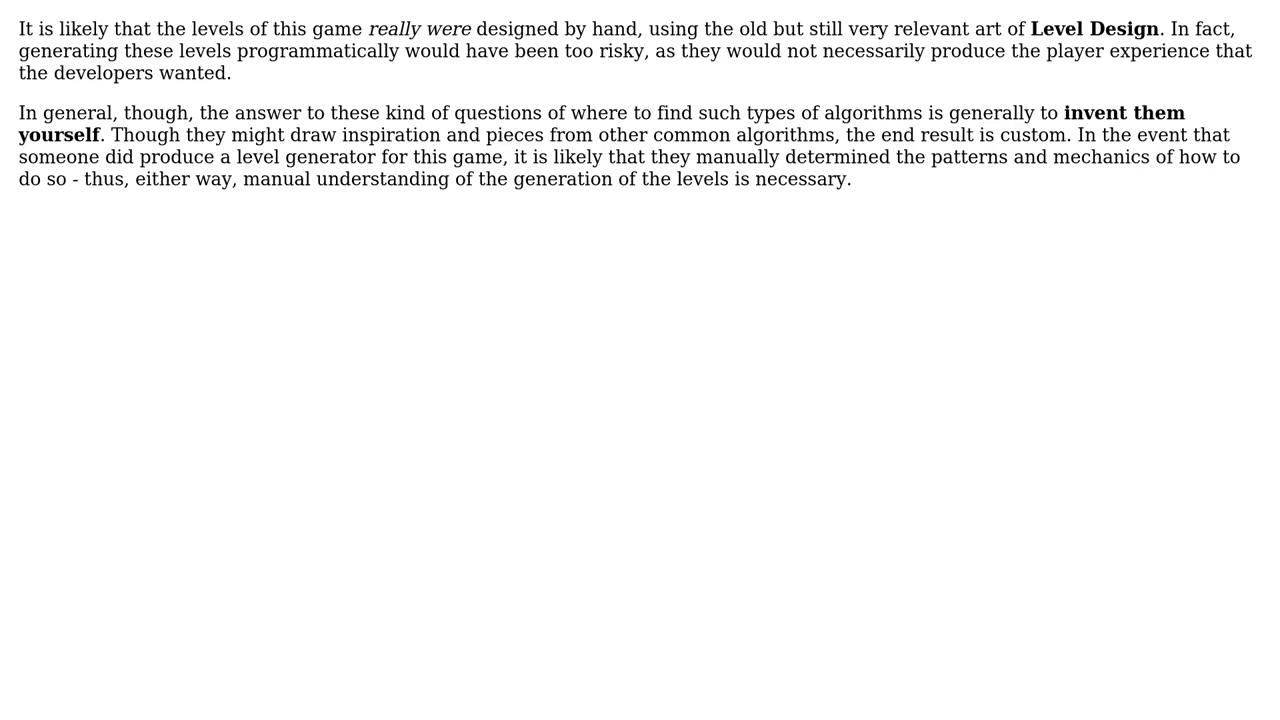 It is likely that the levels of this game really were designed by hand, using the old but still very relevant art of Level Design. In fact,
generating these levels programmatically would have been too risky, as they would not necessarily produce the player experience that
the developers wanted.
In general, though, the answer to these kind of questions of where to find such types of algorithms is generally to invent them
yourself. Though they might draw inspiration and pieces from other common algorithms, the end result is custom. In the event that
someone did produce a level generator for this game, it is likely that they manually determined the patterns and mechanics of how to
do so - thus, either way, manual understanding of the generation of the levels is necessary.